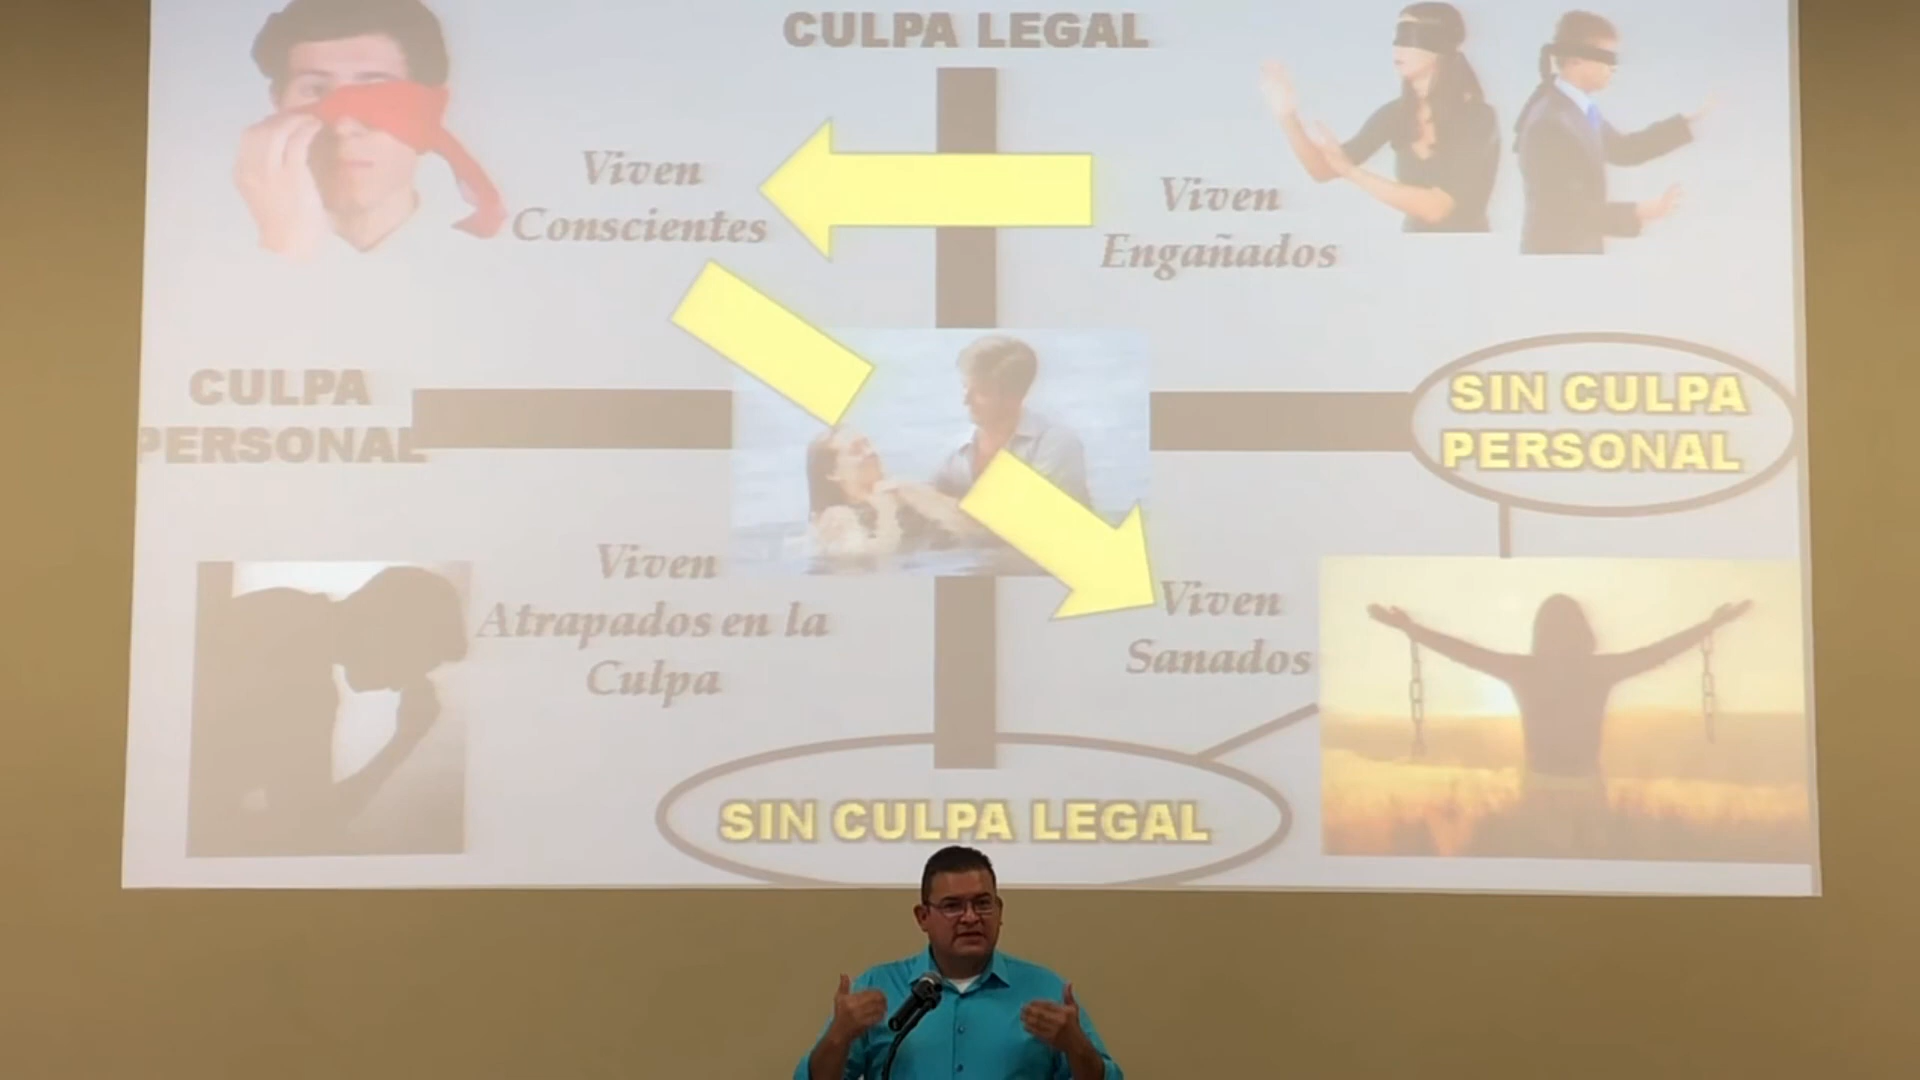 CULPA LEGAL
Viven
Conscientes
Viven
Engañados
CULPA
PERSONAL
SIN CULPA
PERSONAL
Viven
Atrapados en la
Culpa
Viven
Sanados
SIN CULPA LEGAL